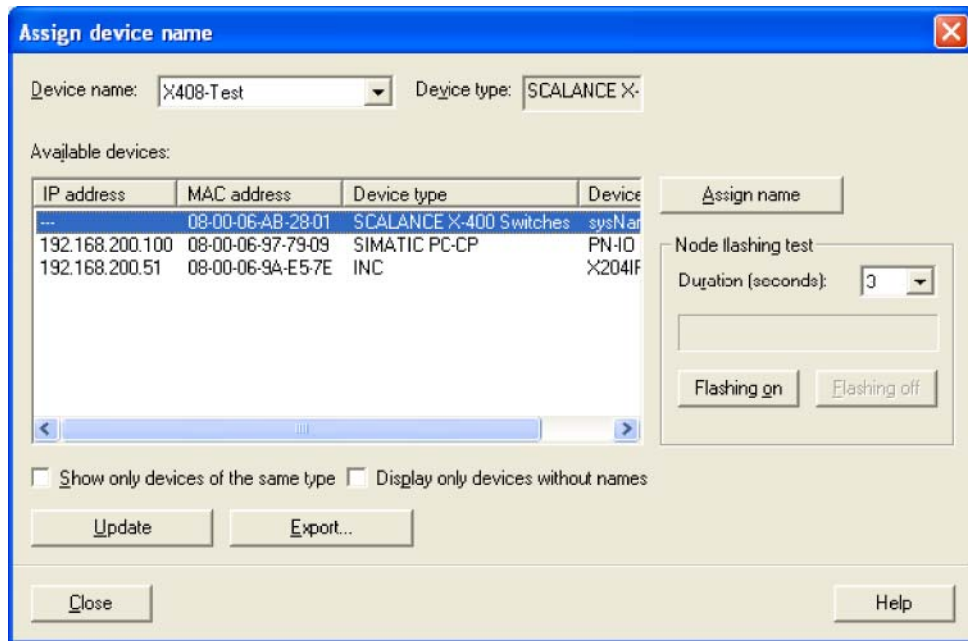 Assign device name
Device name: X408-Test Device type: SCALANCE X-
Available devices:
IP address MAC address Device type Device
--- 08-00-06-AB-28-01 SCALANCE X-400 Switches sysNar
192.168.200.100 08-00-06-97-79-09 SIMATIC PC-CP PN-IO
192.168.200.51 08-00-06-9A-E5-7E INC X204IF
Assign name
Node flashing test
Duration (seconds): 3
Flashing on Flashing off
Show only devices of the same type Display only devices without names
Update Export...
Close Help